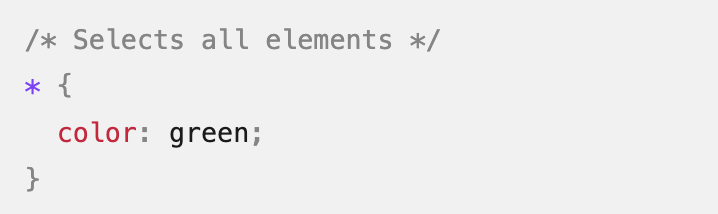 /* Selects all elements */
* {
  color: green;
}